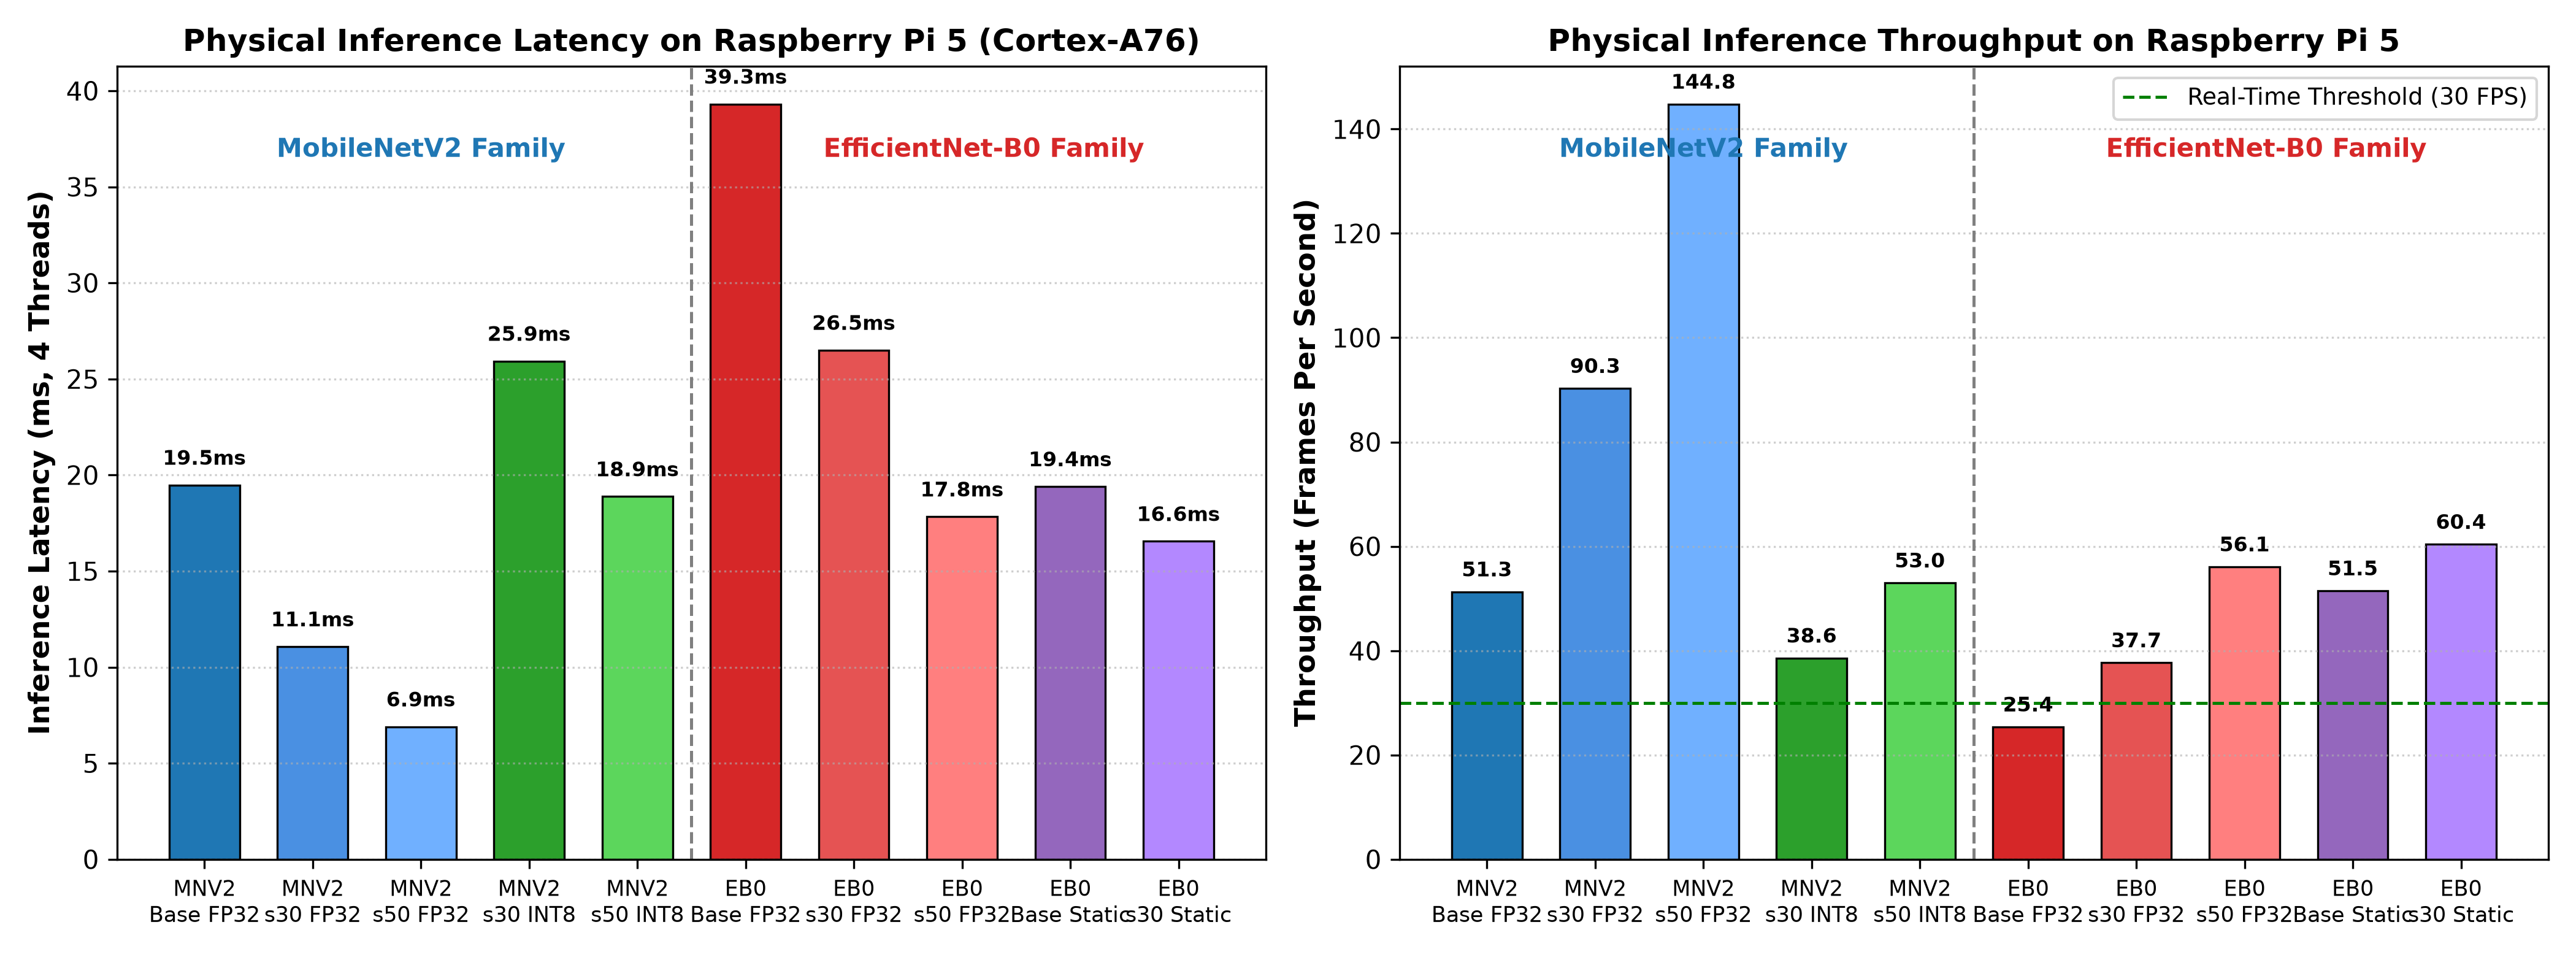 Physical Inference Latency on Raspberry Pi 5 (Cortex-A76)
Inference Latency (ms, 4 Threads)
40
35
30
25
20
15
10
5
0
MobileNetV2 Family
EfficientNet-B0 Family
19.5ms
11.1ms
6.9ms
25.9ms
18.9ms
39.3ms
26.5ms
17.8ms
19.4ms
16.6ms
MNV2
Base FP32
MNV2
s30 FP32
MNV2
s50 FP32
MNV2
s30 INT8
MNV2
s50 INT8
EB0
Base FP32
EB0
s30 FP32
EB0
s50 FP32
EB0
Base Static
EB0
s30 Static
Physical Inference Throughput on Raspberry Pi 5
Throughput (Frames Per Second)
140
120
100
80
60
40
20
0
Real-Time Threshold (30 FPS)
MobileNetV2 Family
EfficientNet-B0 Family
51.3
90.3
144.8
38.6
53.0
25.4
37.7
56.1
51.5
60.4
MNV2
Base FP32
MNV2
s30 FP32
MNV2
s50 FP32
MNV2
s30 INT8
MNV2
s50 INT8
EB0
Base FP32
EB0
s30 FP32
EB0
s50 FP32
EB0
Base Static
EB0
s30 Static